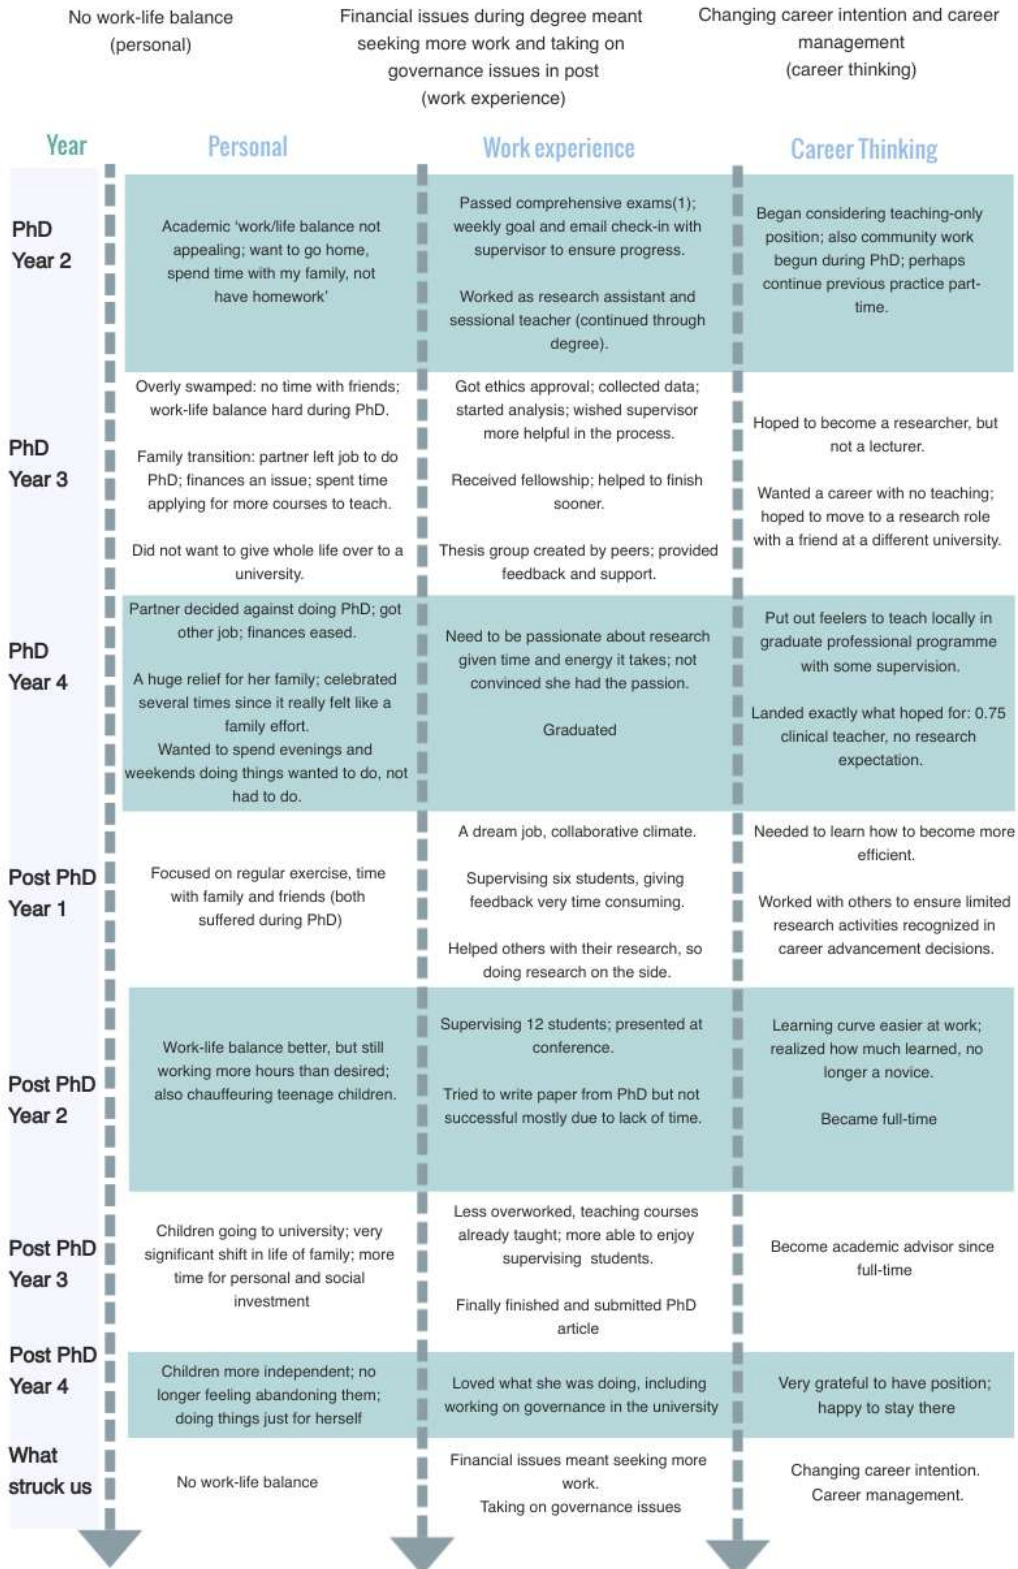 No work-life balance
(personal)
Financial issues during degree meant
seeking more work and taking on
governance issues in post
(work experience)
Changing career intention and career
management
(career thinking)
Year
Personal
Work experience
Career Thinking
PhD
Year 2
Academic ‘work/life balance not
appealing; want to go home,
spend time with my family, not
have homework’
Passed comprehensive exams(1);
weekly goal and email check-in with
supervisor to ensure progress.
Worked as research assistant and
sessional teacher (continued through
degree).
Began considering teaching-only
position; also community work
begun during PhD; perhaps
continue previous practice part-
time.
PhD
Year 3
Overly swamped: no time with friends;
work-life balance hard during PhD.
Family transition: partner left job to do
PhD; finances an issue; spent time
applying for more courses to teach.
Did not want to give whole life over to a
university.
Got ethics approval; collected data;
started analysis; wished supervisor
more helpful in the process.
Received fellowship; helped to finish
sooner.
Thesis group created by peers; provided
feedback and support.
Hoped to become a researcher, but
not a lecturer.
Wanted a career with no teaching;
hoped to move to a research role
with a friend at a different university.
PhD
Year 4
Partner decided against doing PhD; got
other job; finances eased.
A huge relief for her family; celebrated
several times since it really felt like a
family effort.
Wanted to spend evenings and
weekends doing things wanted to do, not
had to do.
Need to be passionate about research
given time and energy it takes; not
convinced she had the passion.
Graduated
Put out feelers to teach locally in
graduate professional programme
with some supervision.
Landed exactly what hoped for: 0.75
clinical teacher, no research
expectation.
Post PhD
Year 1
Focused on regular exercise, time
with family and friends (both
suffered during PhD)
A dream job, collaborative climate.
Supervising six students, giving
feedback very time consuming.
Helped others with their research, so
doing research on the side.
Needed to learn how to become more
efficient.
Worked with others to ensure limited
research activities recognized in
career advancement decisions.
Post PhD
Year 2
Work-life balance better, but still
working more hours than desired;
also chauffeuring teenage children.
Supervising 12 students; presented at
conference.
Tried to write paper from PhD but not
successful mostly due to lack of time.
Learning curve easier at work;
realized how much learned, no
longer a novice.
Became full-time
Post PhD
Year 3
Children going to university; very
significant shift in life of family; more
time for personal and social
investment
Less overworked, teaching courses
already taught; more able to enjoy
supervising students.
Finally finished and submitted PhD
article
Become academic advisor since
full-time
Post PhD
Year 4
Children more independent; no
longer feeling abandoning them;
doing things just for herself
Loved what she was doing, including
working on governance in the university
Very grateful to have position;
happy to stay there
What
struck us
No work-life balance
Financial issues meant seeking more
work.
Taking on governance issues
Changing career intention.
Career management.